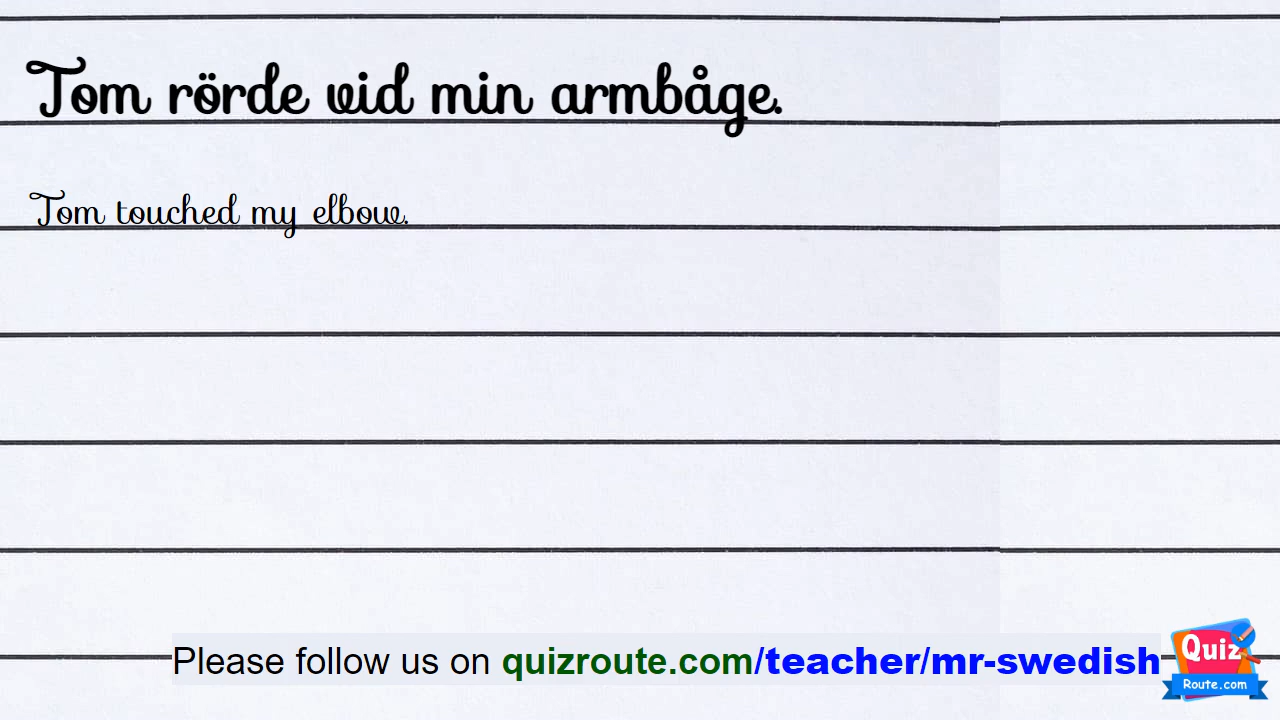 Tom rörde vid min armbåge.
Tom touched my elbow.
Please follow us on quizroute.com/teacher/mr-swedish
Quiz
Route.com